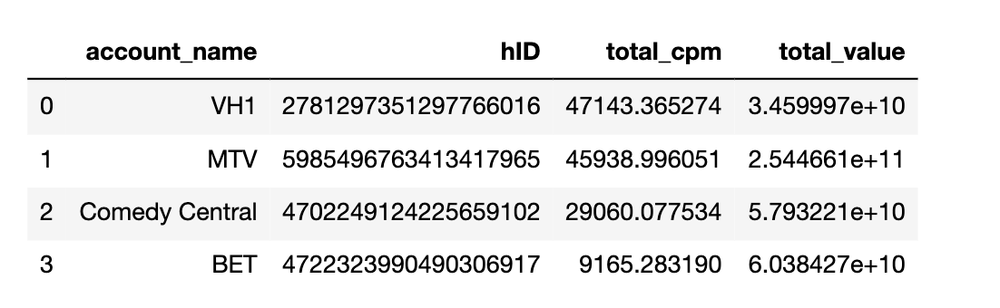 account_name hID total_cpm total_value
0 VH1 2781297351297766016 47143.365274 3.459997e+10
1 MTV 5985496763413417965 45938.996051 2.544661e+11
2 Comedy Central 4702249124225659102 29060.077534 5.793221e+10
3 BET 4722323990490306917 9165.283190 6.038427e+10